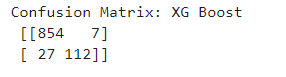 Confusion Matrix: XG Boost
[[854   7]
 [ 27 112]]